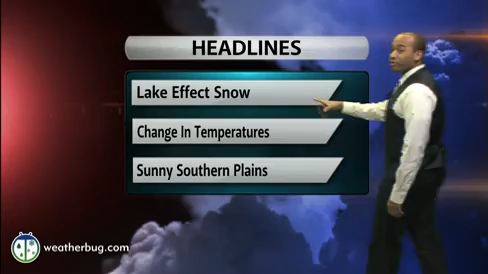 HEADLINES
Lake Effect Snow
Change In Temperatures
Sunny Southern Plains
weatherbug.com